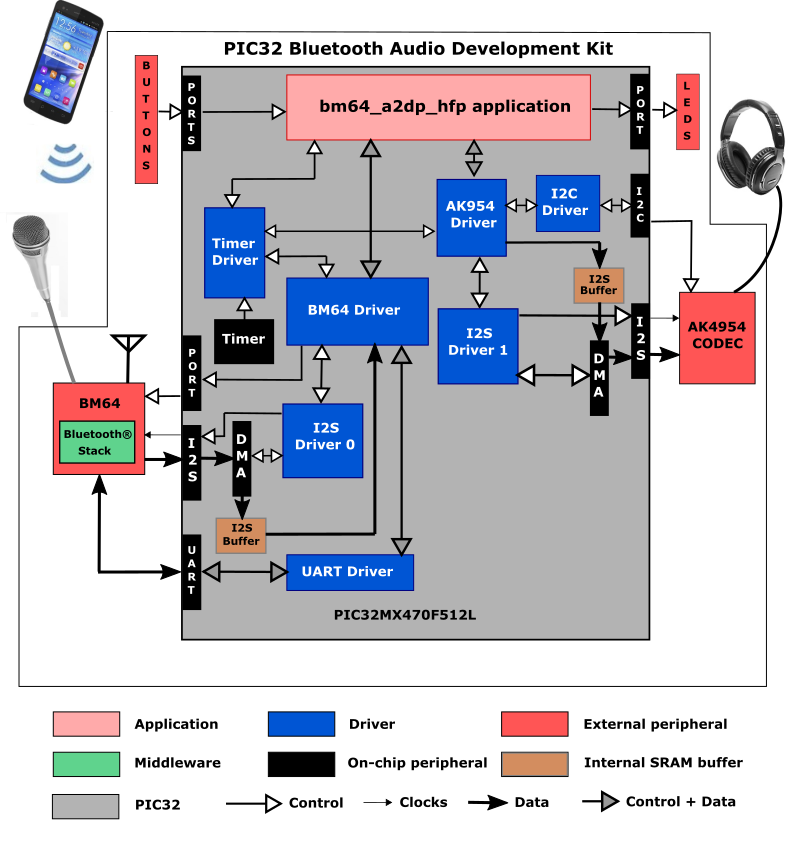 12:56
PIC32 Bluetooth Audio Development Kit
BUTTONS
PORTS
bm64_a2dp_hfp application
PORT
LEDS
AK954
Driver
I2C
Driver
I2C
Timer
Driver
I2S
Buffer
BM64 Driver
Timer
I2S
Driver 1
DMA
I2S
AK4954
CODEC
PORT
BM64
Bluetooth®
Stack
I2S
DMA
I2S
Driver 0
I2S
Buffer
UART
UART Driver
PIC32MX470F512L
Application
Driver
External peripheral
Middleware
On-chip peripheral
Internal SRAM buffer
PIC32
Control
Clocks
Data
Control + Data